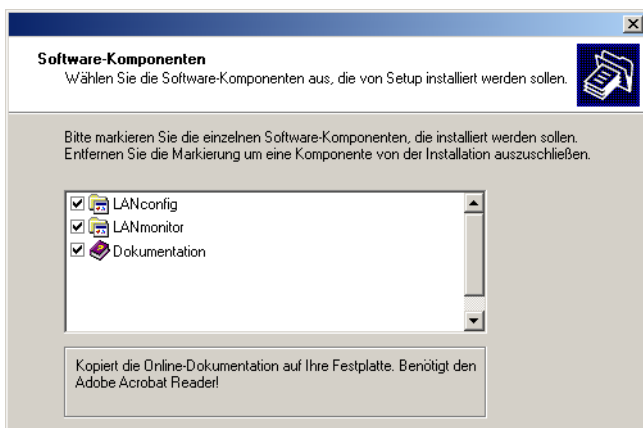 Software-Komponenten
Wählen Sie die Software-Komponenten aus, die von Setup installiert werden sollen.
Bitte markieren Sie die einzelnen Software-Komponenten, die installiert werden sollen.
Entfernen Sie die Markierung um eine Komponente von der Installation auszuschließen.
LANconfig
LANmonitor
Dokumentation
Kopiert die Online-Dokumentation auf Ihre Festplatte. Benötigt den
Adobe Acrobat Reader!